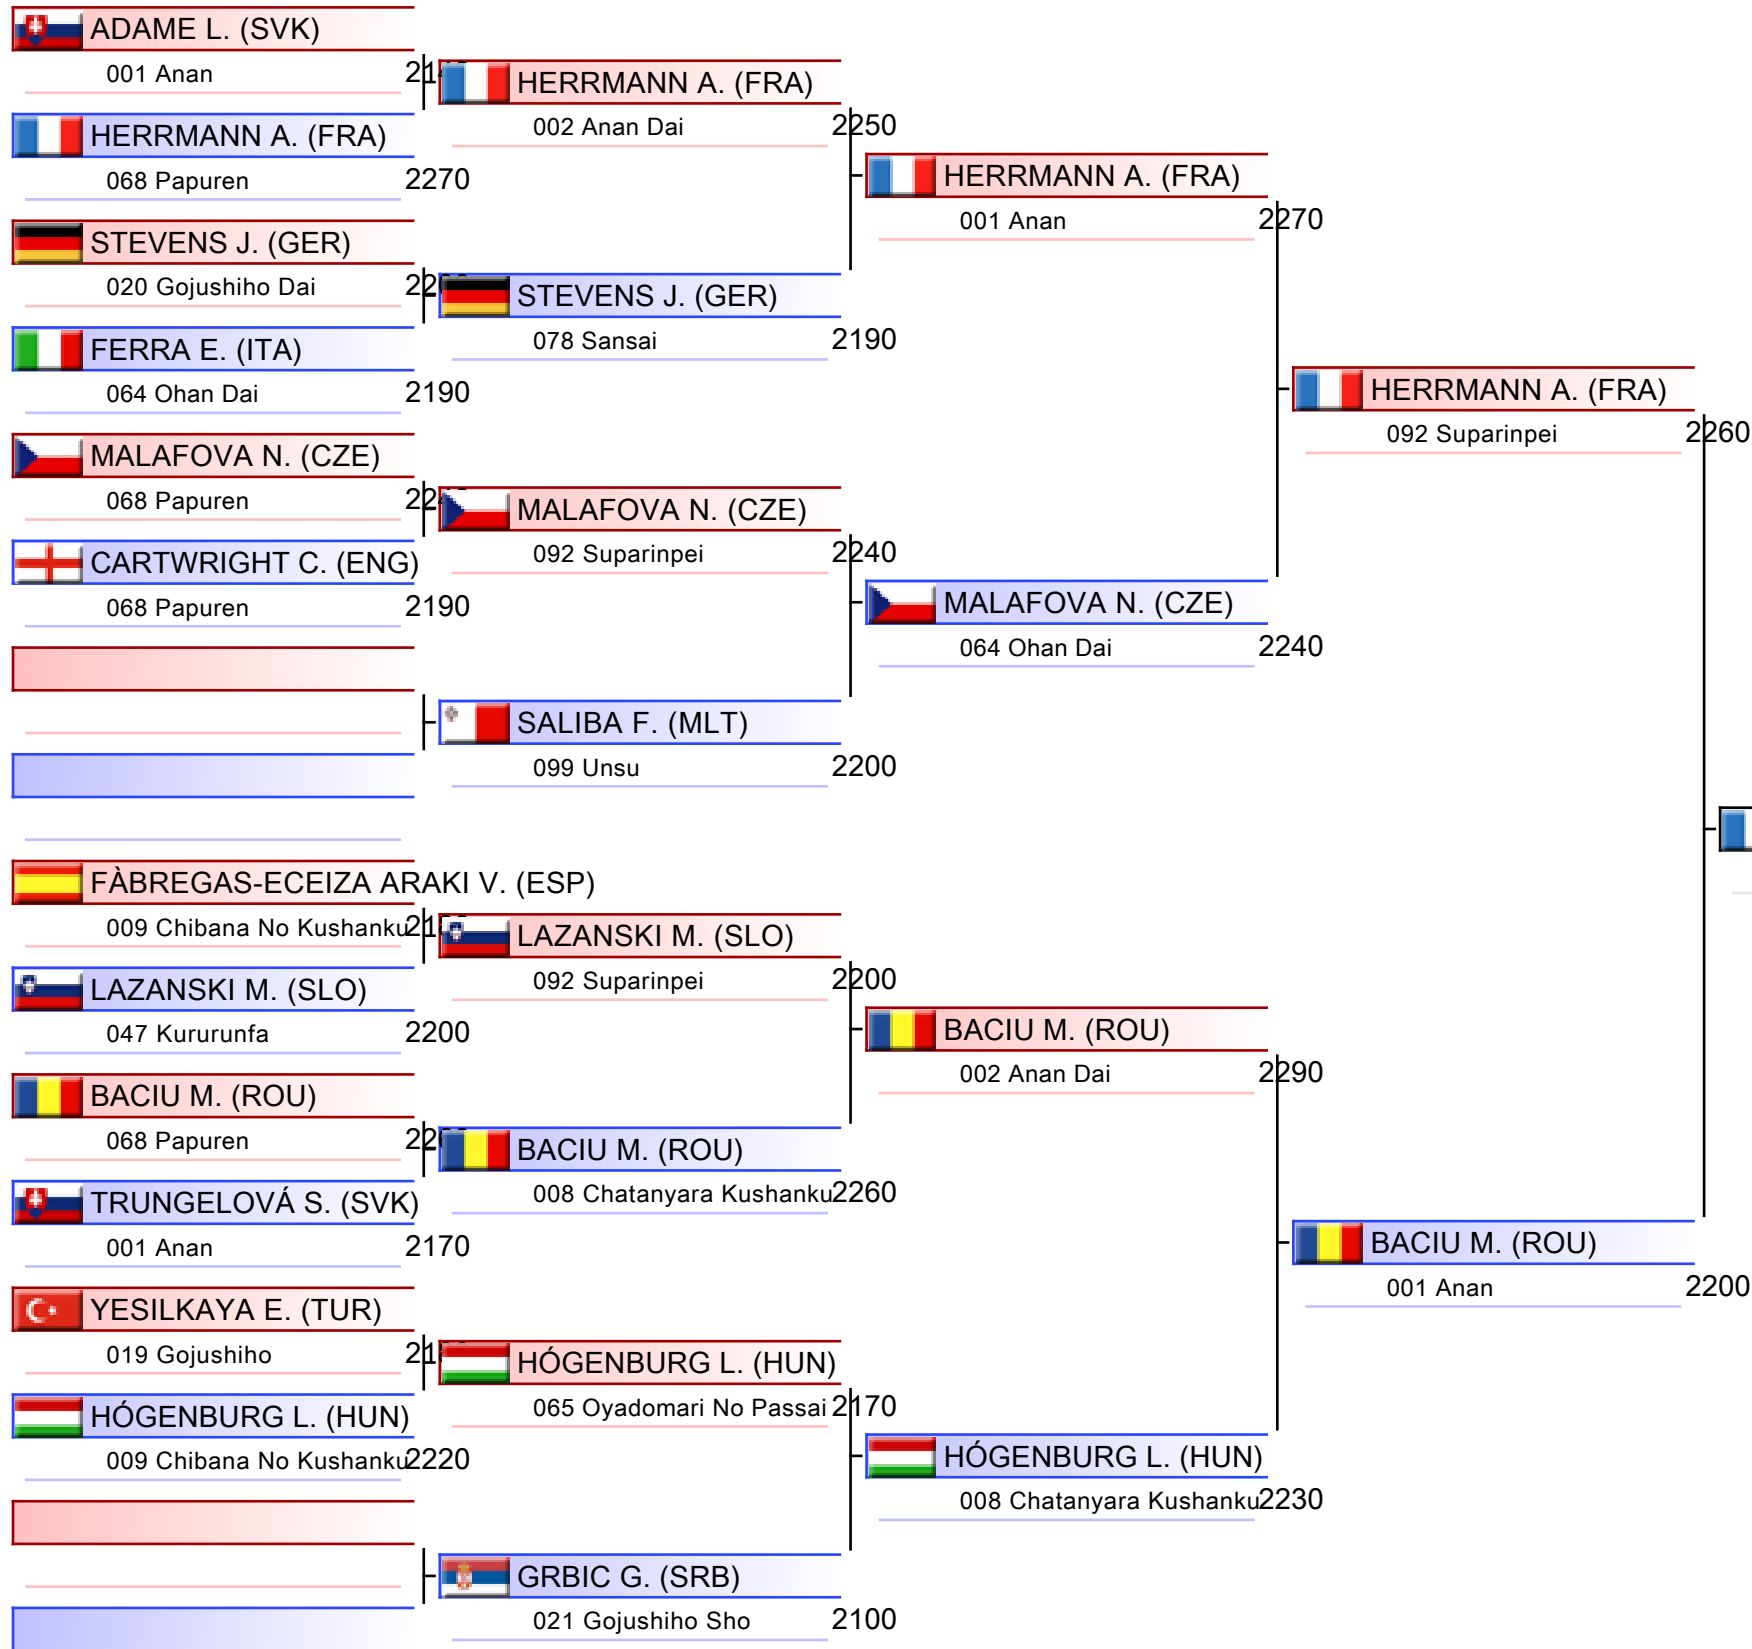 ADAME L. (SVK)
001 Anan
HERRMANN A. (FRA)
068 Papuren 2270
STEVENS J. (GER)
020 Gojushiho Dai
FERRA E. (ITA)
064 Ohan Dai 2190
MALAFOVA N. (CZE)
068 Papuren
CARTWRIGHT C. (ENG)
068 Papuren 2190
FÀBREGAS-ECEIZA ARAKI V. (ESP)
009 Chibana No Kushanku
LAZANSKI M. (SLO)
047 Kururunfa 2200
BACIU M. (ROU)
068 Papuren
TRUNGELOVÁ S. (SVK)
001 Anan 2170
YESILKAYA E. (TUR)
019 Gojushiho
HÓGENBURG L. (HUN)
009 Chibana No Kushanku 2220
HERRMANN A. (FRA)
002 Anan Dai 2250
STEVENS J. (GER)
078 Sansai 2190
MALAFOVA N. (CZE)
092 Suparinpei 2240
SALIBA F. (MLT)
099 Unsu 2200
LAZANSKI M. (SLO)
092 Suparinpei 2200
BACIU M. (ROU)
008 Chatanyara Kushanku 2260
HÓGENBURG L. (HUN)
065 Oyadomari No Passai 2170
GRBIC G. (SRB)
021 Gojushiho Sho 2100
HERRMANN A. (FRA)
001 Anan 2270
MALAFOVA N. (CZE)
064 Ohan Dai 2240
BACIU M. (ROU)
002 Anan Dai 2290
HÓGENBURG L. (HUN)
008 Chatanyara Kushanku 2230
HERRMANN A. (FRA)
092 Suparinpei 2260
BACIU M. (ROU)
001 Anan 2200